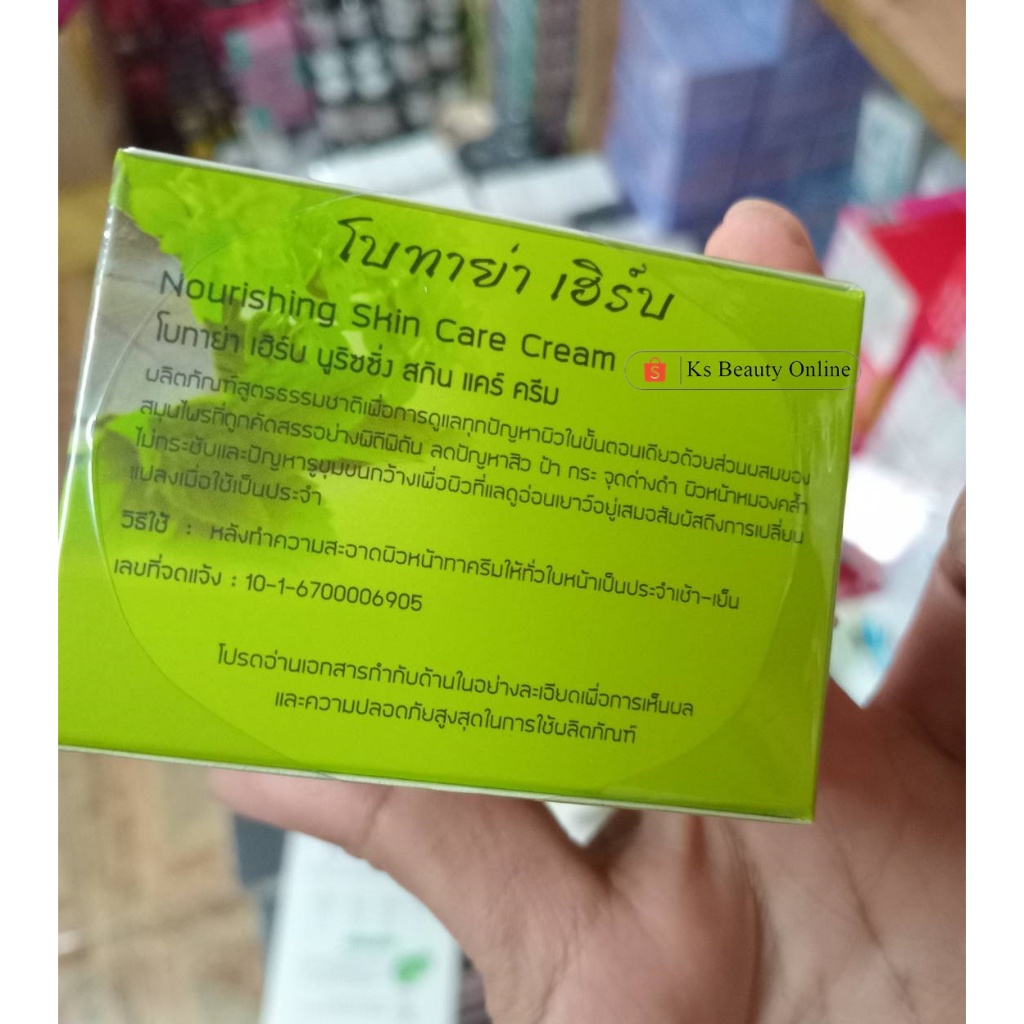 โบทาย่า เฮิร์บ
Nourishing Skin Care Cream
โบทาย่า เฮิร์บ นูริซซิ่ง สกิน แคร์ ครีม
ผลิตภัณฑ์สูตรธรรมชาติเพื่อการดูแลทุกปัญหาผิวในขั้นตอนเดียวด้วยส่วนผสมของ
สมุนไพรที่ถูกคัดสรรอย่างพิถีพิถัน ลดปัญหาสิว ฝ้า กระ จุดด่างดำ ผิวหน้าหมองคล้ำ
ไม่กระชับและปัญหารูขุมขนกว้างเพื่อผิวที่แลดูอ่อนเยาว์อยู่เสมอสัมผัสถึงการเปลี่ยน
แปลงเมื่อใช้เป็นประจำ
วิธีใช้ : หลังทำความสะอาดผิวหน้าทาครีมให้ทั่วใบหน้าเป็นประจำเช้า-เย็น
เลขที่จดแจ้ง : 10-1-6700006905
โปรดอ่านเอกสารกำกับด้านในอย่างละเอียดเพื่อการเห็นผล
และความปลอดภัยสูงสุดในการใช้ผลิตภัณฑ์
Ks Beauty Online